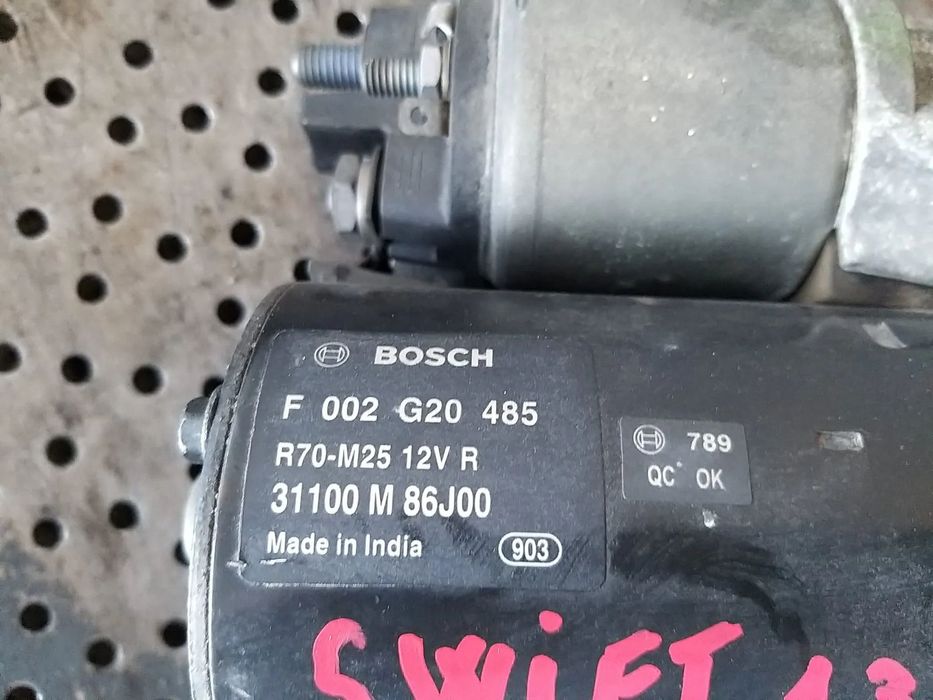 BOSCH
F 002 G20 485
R70-M25 12V R
31100 M 86J00
Made in India 903
789
QC OK
SWiFT